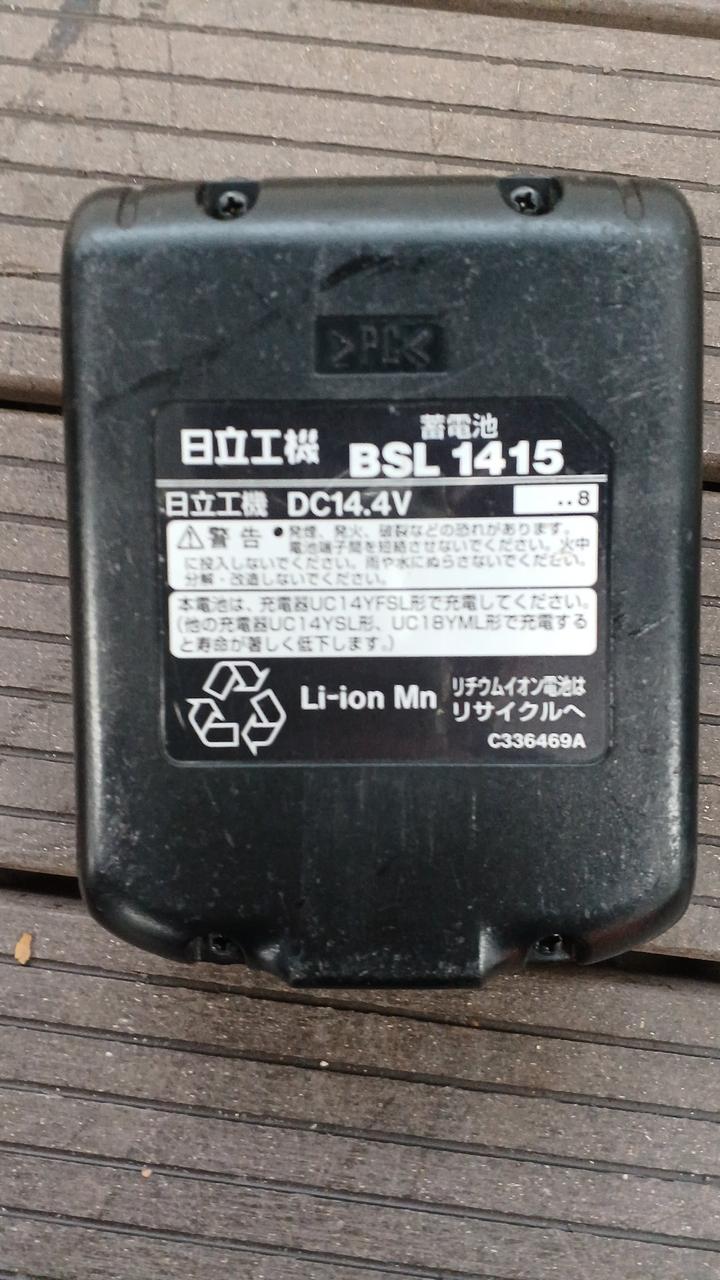 >PC<
蓄電池
日立工機 BSL 1415
日立工機 DC14.4V ..8
⚠警告 ●発煙、発火、破裂などの恐れがあります。
電池端子間を短絡させないでください。火中
に投入しないでください。雨や水にぬらさないでください。
分解・改造しないでください。
本電池は、充電器UC14YFSL形で充電してください。
(他の充電器UC14YSL形、UC18YML形で充電する
と寿命が著しく低下します。)
Li-ion Mn リチウムイオン電池は
リサイクルへ
C336469A